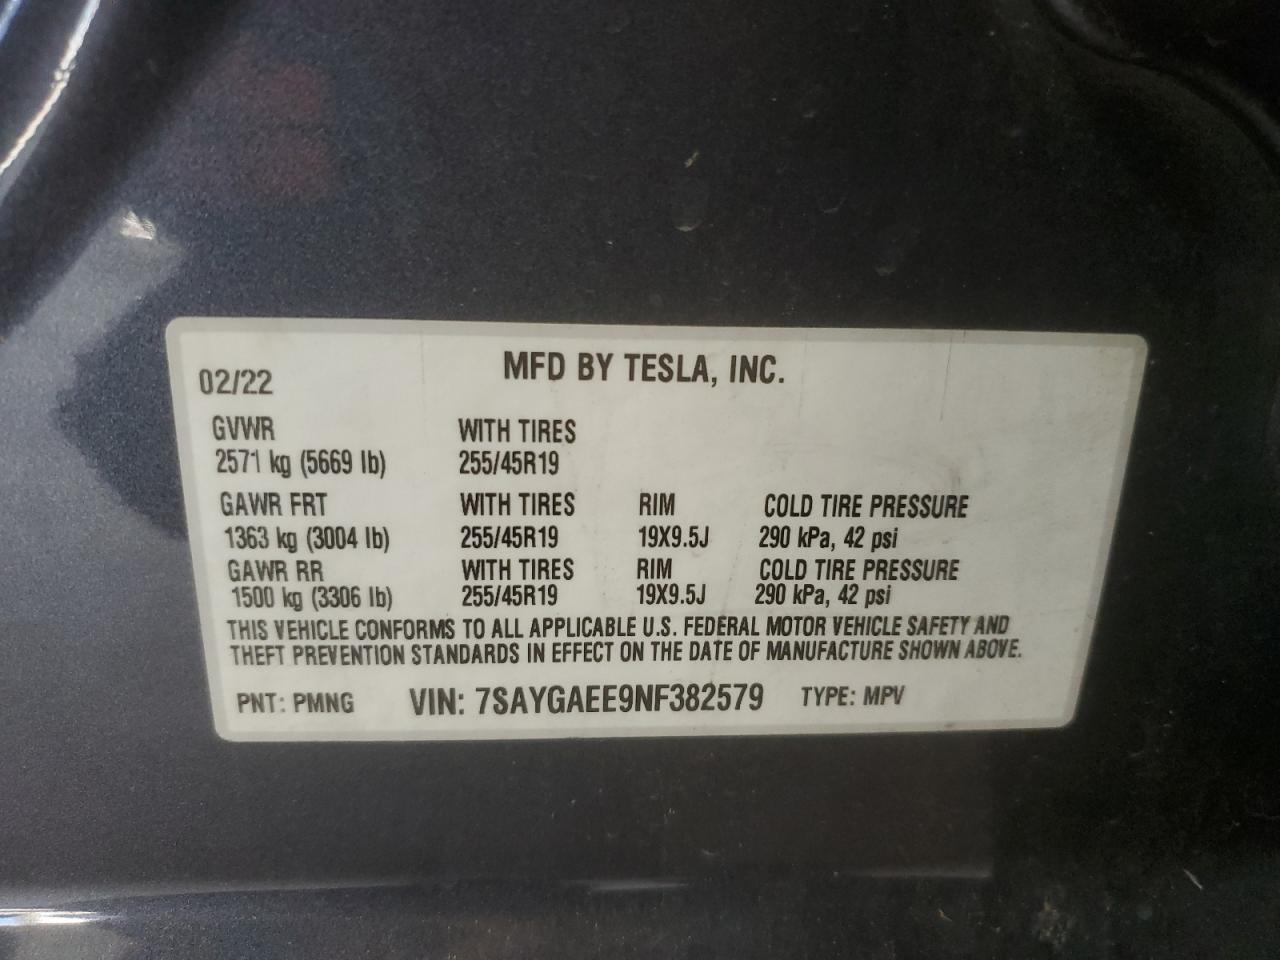 02/22 MFD BY TESLA, INC.
GVWR WITH TIRES
2571 kg (5669 lb) 255/45R19
GAWR FRT WITH TIRES RIM COLD TIRE PRESSURE
1363 kg (3004 lb) 255/45R19 19X9.5J 290 kPa, 42 psi
GAWR RR WITH TIRES RIM COLD TIRE PRESSURE
1500 kg (3306 lb) 255/45R19 19X9.5J 290 kPa, 42 psi
THIS VEHICLE CONFORMS TO ALL APPLICABLE U.S. FEDERAL MOTOR VEHICLE SAFETY AND
THEFT PREVENTION STANDARDS IN EFFECT ON THE DATE OF MANUFACTURE SHOWN ABOVE.
PNT: PMNG VIN: 7SAYGAEE9NF382579 TYPE: MPV